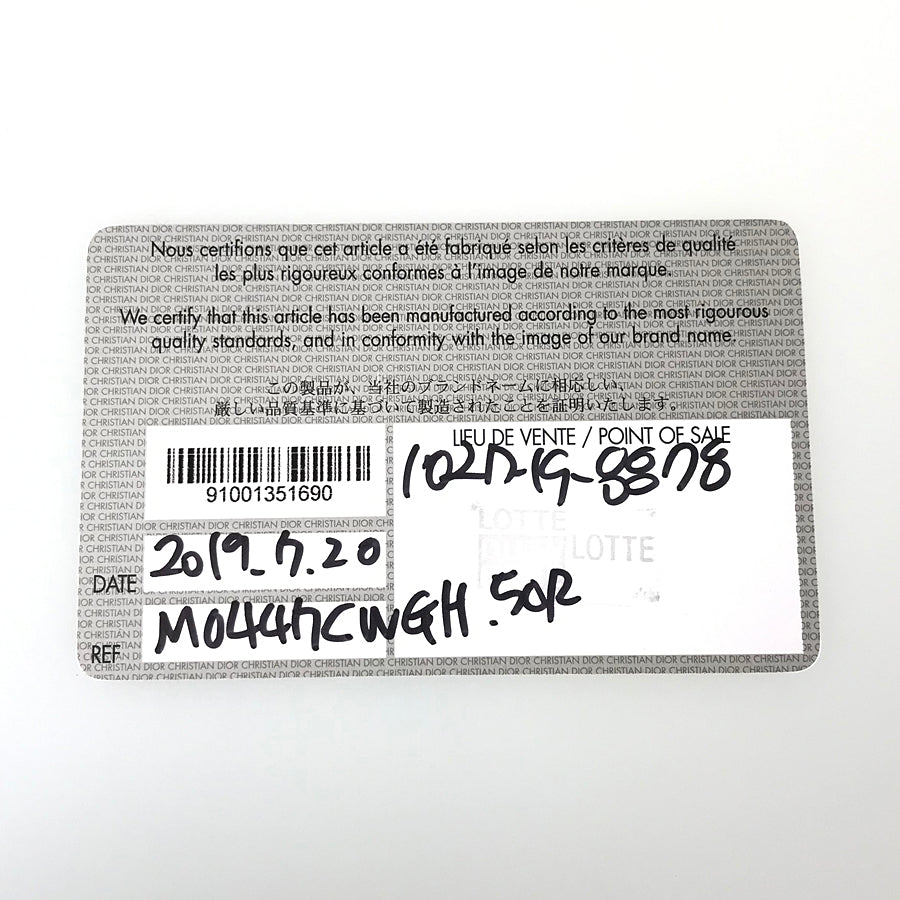 Nous certifions que cet article a été fabriqué selon les critères de qualité
les plus rigoureux conformes à l'image de notre marque.
We certify that this article has been manufactured according to the most rigourous
quality standards, and in conformity with the image of our brand name.
この製品が、当社のブランドネームに相応しい、
厳しい品質基準に基づいて製造されたことを証明いたします。
LIEU DE VENTE / POINT OF SALE
91001351690
LOTTE
LOTTE
DATE 2019.7.20
REF M0447CWGH.50R